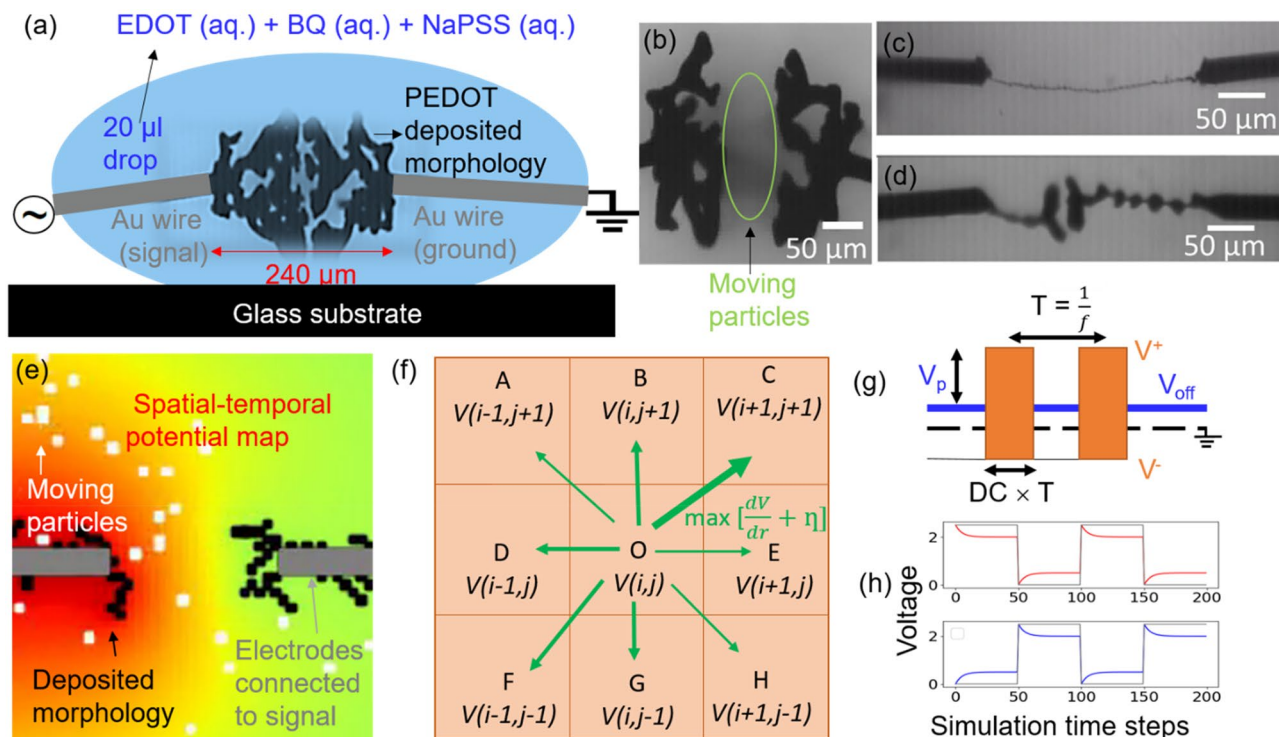 (a)
EDOT (aq.) + BQ (aq.) + NaPSS (aq.)
20 µl
drop
PEDOT
deposited
morphology
~
Au wire
(signal)
Au wire
(ground)
240 µm
Glass substrate
(b)
50 µm
Moving
particles
(c)
50 µm
(d)
50 µm
(e)
Spatial-temporal
potential map
Moving
particles
Deposited
morphology
Electrodes
connected
to signal
(f)
A
V(i-1,j+1)
B
V(i,j+1)
C
V(i+1,j+1)
max [dV/dr + η]
D
V(i-1,j)
O
V(i,j)
E
V(i+1,j)
F
V(i-1,j-1)
G
V(i,j-1)
H
V(i+1,j-1)
(g)
T = 1/f
Vp
V+
Voff
V-
DC × T
(h)
Voltage
2
0
0 50 100 150 200
2
0
0 50 100 150 200
Simulation time steps